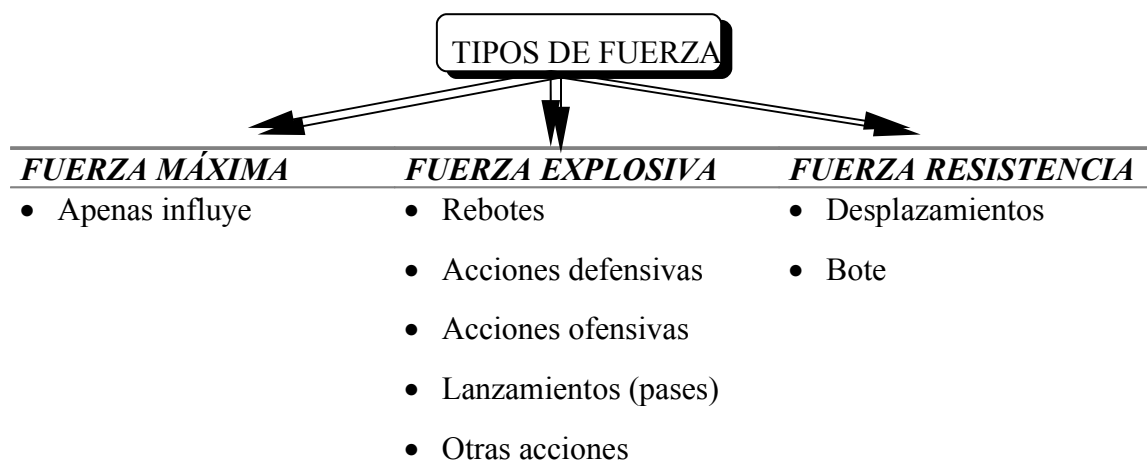 TIPOS DE FUERZA
FUERZA MÁXIMA FUERZA EXPLOSIVA FUERZA RESISTENCIA
• Apenas influye • Rebotes • Desplazamientos
• Acciones defensivas • Bote
• Acciones ofensivas
• Lanzamientos (pases)
• Otras acciones